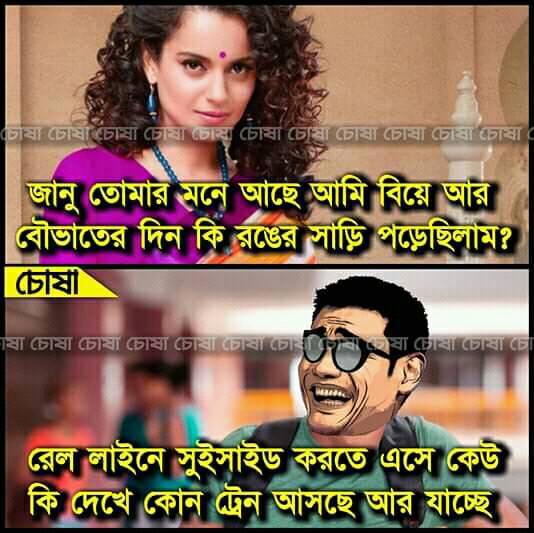 চোষা চোষা চোষা চোষা চোষা চোষা চোষা চোষা চোষা চোষা
জানু তোমার মনে আছে আমি বিয়ে আর
বৌভাতের দিন কি রঙের সাড়ি পড়েছিলাম?
চোষা
চোষা চোষা চোষা চোষা চোষা চোষা চোষা চোষা চোষা
রেল লাইনে সুইসাইড করতে এসে কেউ
কি দেখে কোন ট্রেন আসছে আর যাচ্ছে